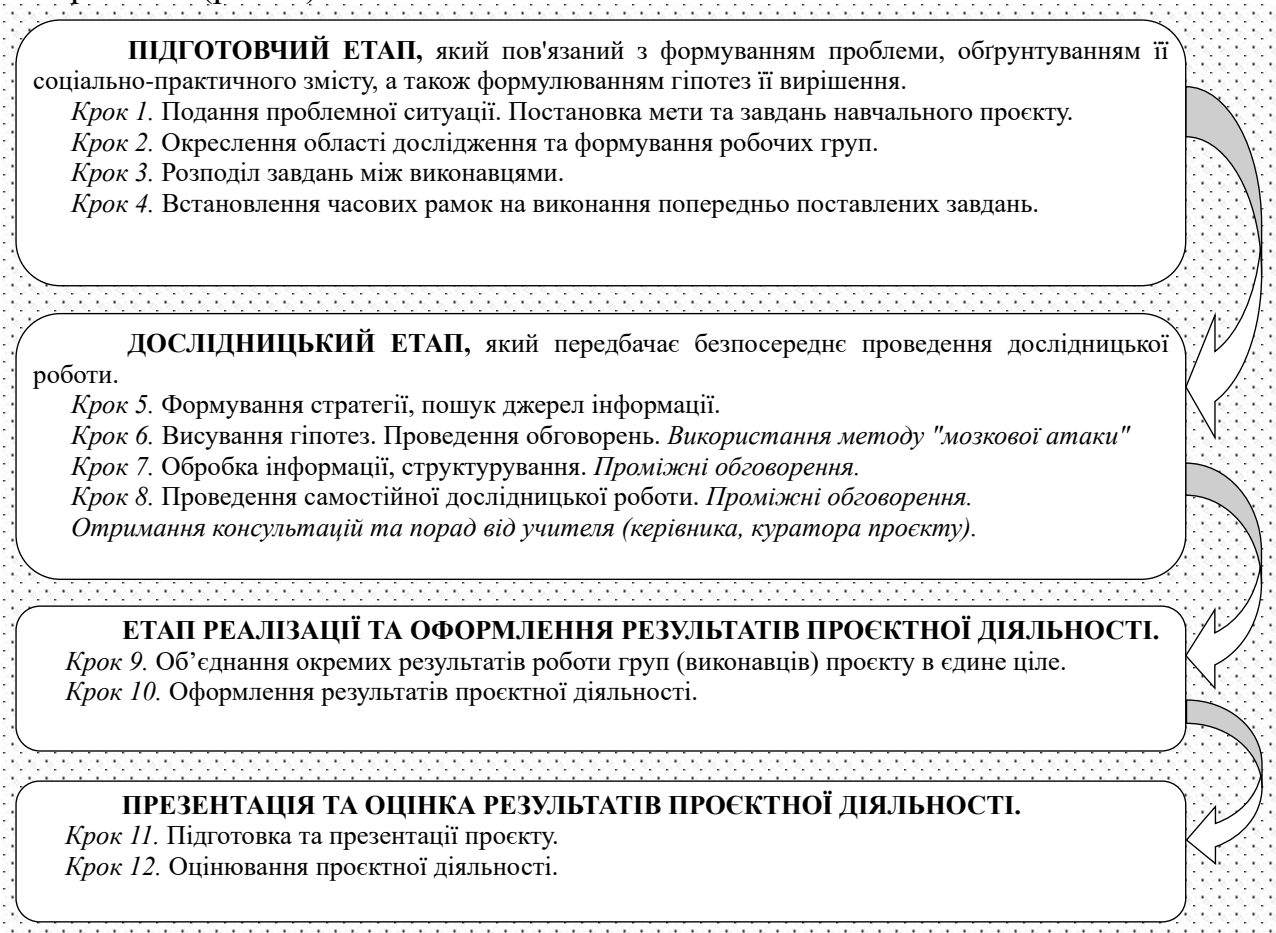 ПІДГОТОВЧИЙ ЕТАП, який пов'язаний з формуванням проблеми, обґрунтуванням її
соціально-практичного змісту, а також формулюванням гіпотез її вирішення.
Крок 1. Подання проблемної ситуації. Постановка мети та завдань навчального проєкту.
Крок 2. Окреслення області дослідження та формування робочих груп.
Крок 3. Розподіл завдань між виконавцями.
Крок 4. Встановлення часових рамок на виконання попередньо поставлених завдань.
ДОСЛІДНИЦЬКИЙ ЕТАП, який передбачає безпосереднє проведення дослідницької
роботи.
Крок 5. Формування стратегії, пошук джерел інформації.
Крок 6. Висування гіпотез. Проведення обговорень. Використання методу "мозкової атаки"
Крок 7. Обробка інформації, структурування. Проміжні обговорення.
Крок 8. Проведення самостійної дослідницької роботи. Проміжні обговорення.
Отримання консультацій та порад від учителя (керівника, куратора проєкту).
ЕТАП РЕАЛІЗАЦІЇ ТА ОФОРМЛЕННЯ РЕЗУЛЬТАТІВ ПРОЄКТНОЇ ДІЯЛЬНОСТІ.
Крок 9. Об’єднання окремих результатів роботи груп (виконавців) проєкту в єдине ціле.
Крок 10. Оформлення результатів проєктної діяльності.
ПРЕЗЕНТАЦІЯ ТА ОЦІНКА РЕЗУЛЬТАТІВ ПРОЄКТНОЇ ДІЯЛЬНОСТІ.
Крок 11. Підготовка та презентації проєкту.
Крок 12. Оцінювання проєктної діяльності.